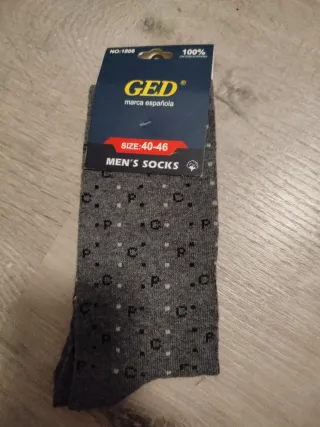 NO:1808
100%
GED®
marca española
SIZE: 40-46
MEN'S SOCKS
C P C
P C P
C P C
P C P
C P C
P C P